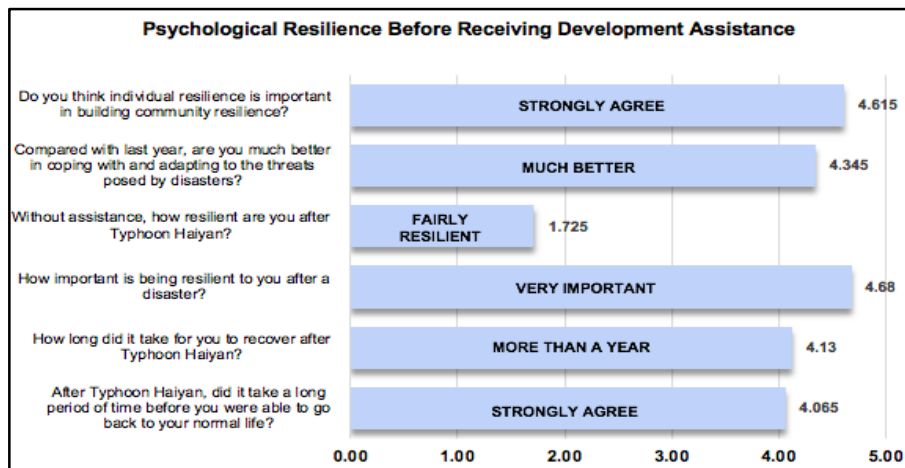 Psychological Resilience Before Receiving Development Assistance
Do you think individual resilience is important
in building community resilience?
STRONGLY AGREE
4.615
Compared with last year, are you much better
in coping with and adapting to the threats
posed by disasters?
MUCH BETTER
4.345
Without assistance, how resilient are you after
Typhoon Haiyan?
FAIRLY
RESILIENT
1.725
How important is being resilient to you after a
disaster?
VERY IMPORTANT
4.68
How long did it take for you to recover after
Typhoon Haiyan?
MORE THAN A YEAR
4.13
After Typhoon Haiyan, did it take a long
period of time before you were able to go
back to your normal life?
STRONGLY AGREE
4.065
0.00 1.00 2.00 3.00 4.00 5.00